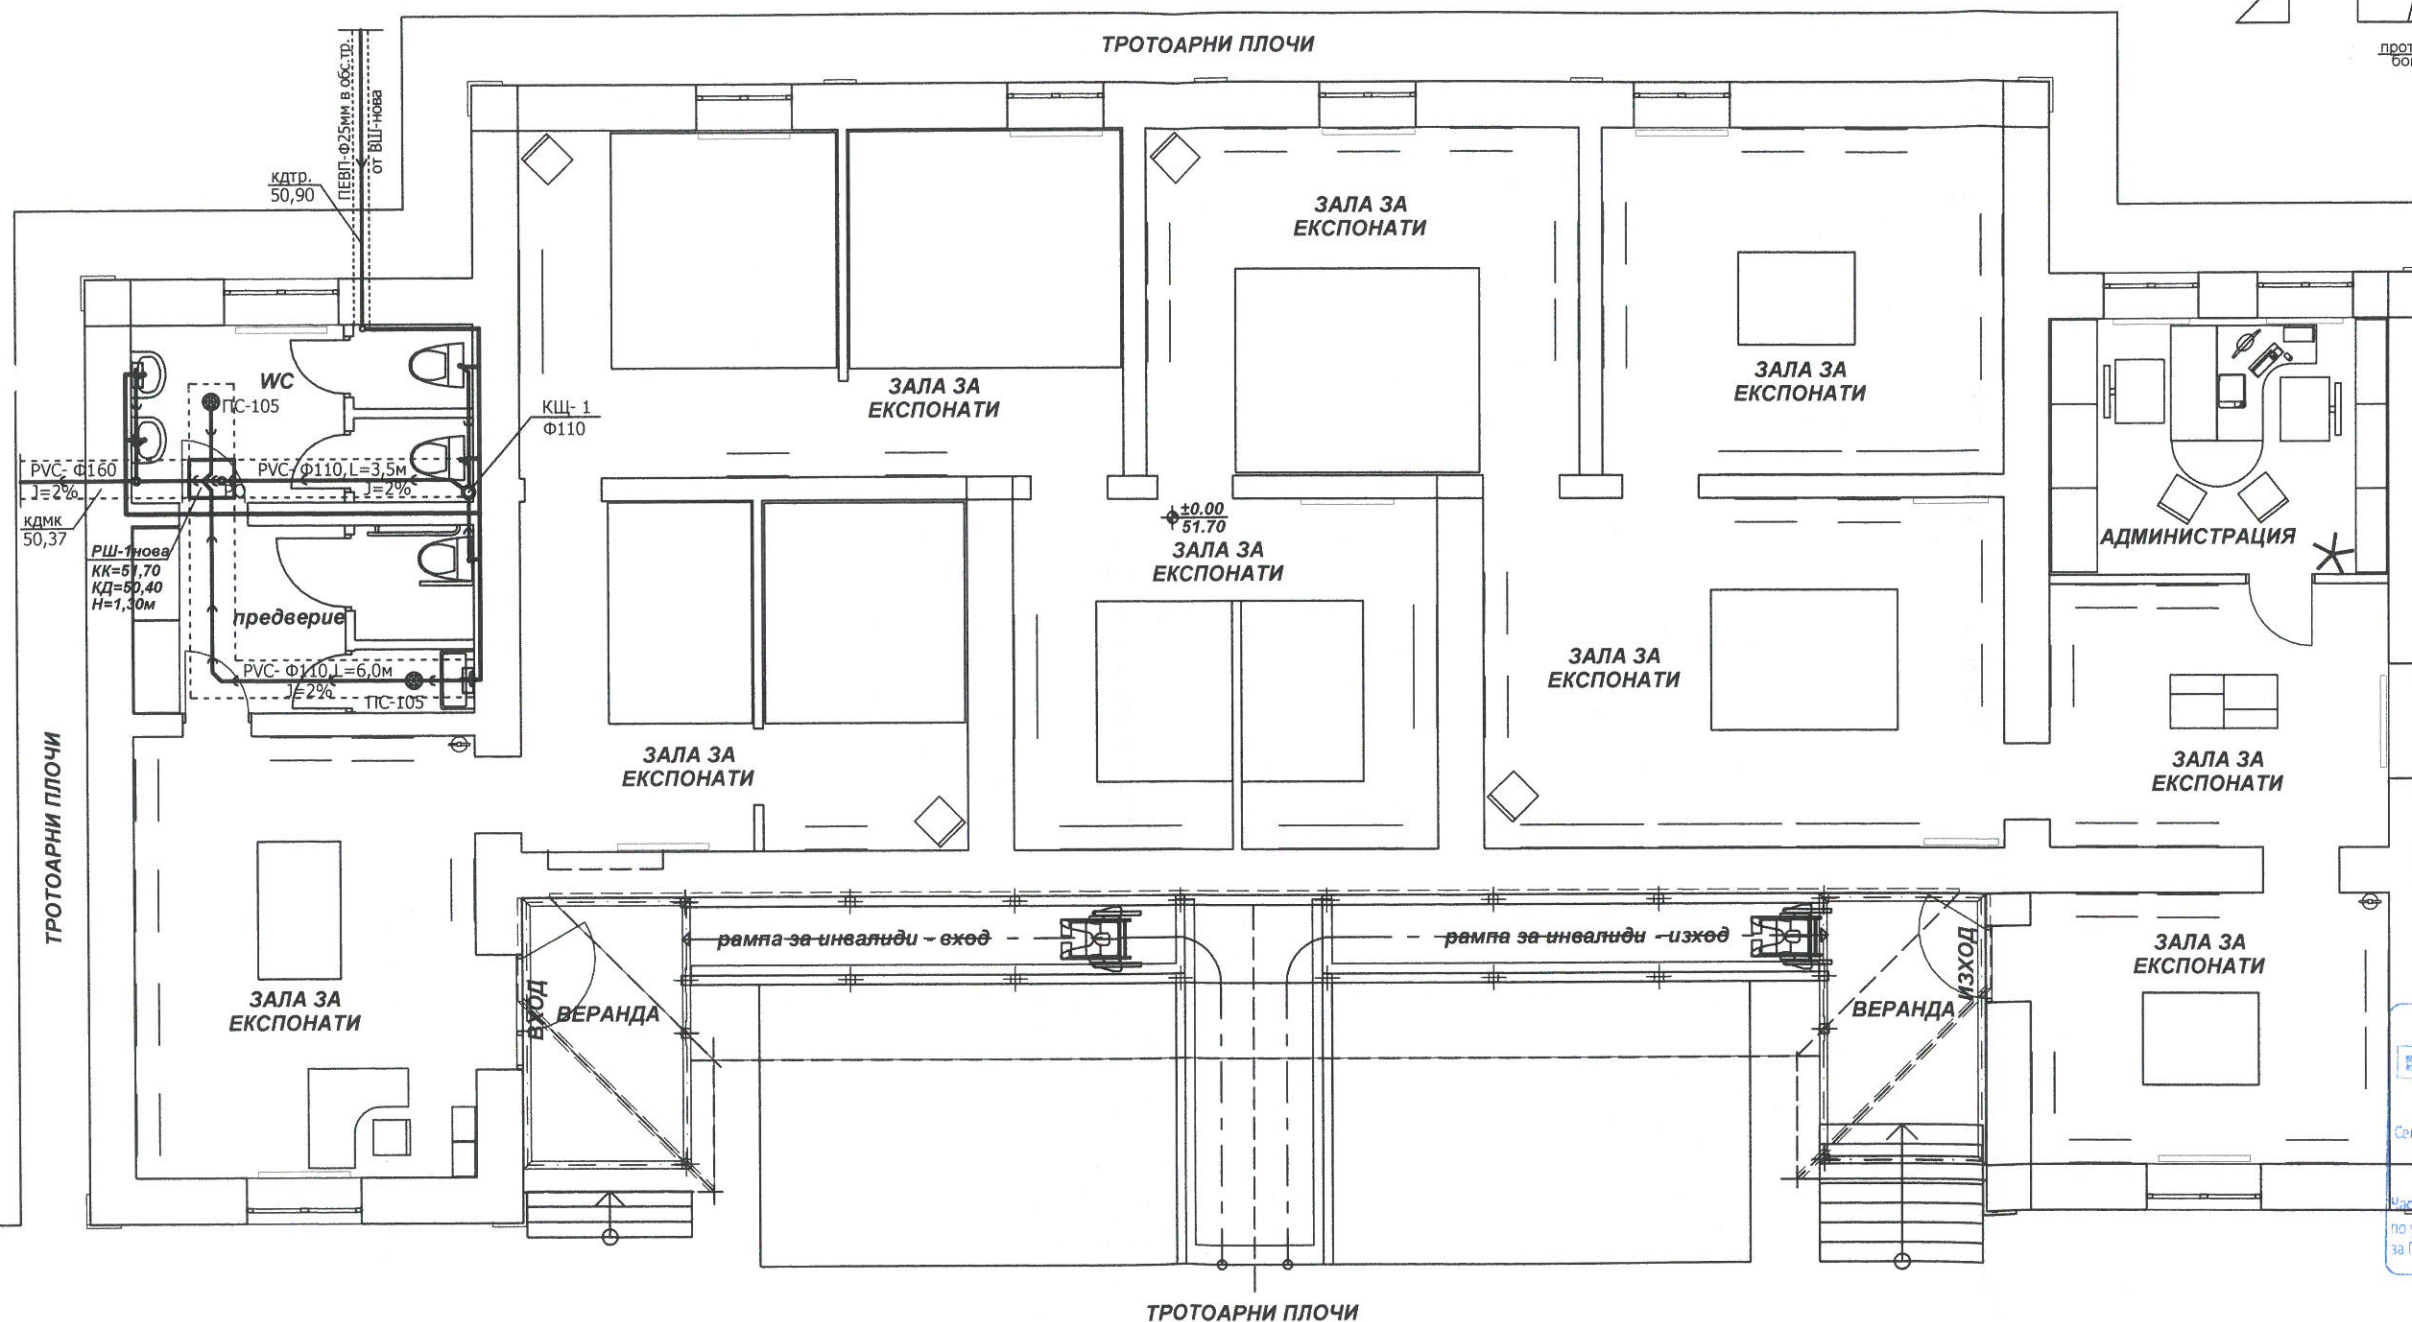 ТРОТОАРНИ ПЛОЧИ
ПЕВП-Ф25мм в обс.тр.
от ВШ-нова
кдтр.
50,90
ЗАЛА ЗА
ЕКСПОНАТИ
ЗАЛА ЗА
ЕКСПОНАТИ
ЗАЛА ЗА
ЕКСПОНАТИ
WC
ПС-105
КЩ- 1
Ф110
PVC- Ф160
J=2%
PVC- Ф110, L=3,5м
J=2%
кдмк
50,37
РШ-1нова
КК=51,70
КД=50,40
Н=1,30м
предверие
PVC- Ф110, L=6,0м
J=2%
ПС-105
±0.00
51.70
ЗАЛА ЗА
ЕКСПОНАТИ
АДМИНИСТРАЦИЯ
ЗАЛА ЗА
ЕКСПОНАТИ
ЗАЛА ЗА
ЕКСПОНАТИ
ЗАЛА ЗА
ЕКСПОНАТИ
ТРОТОАРНИ ПЛОЧИ
рампа за инвалиди - вход
рампа за инвалиди - изход
ЗАЛА ЗА
ЕКСПОНАТИ
ВХОД
ВЕРАНДА
ВЕРАНДА
ИЗХОД
ЗАЛА ЗА
ЕКСПОНАТИ
ТРОТОАРНИ ПЛОЧИ